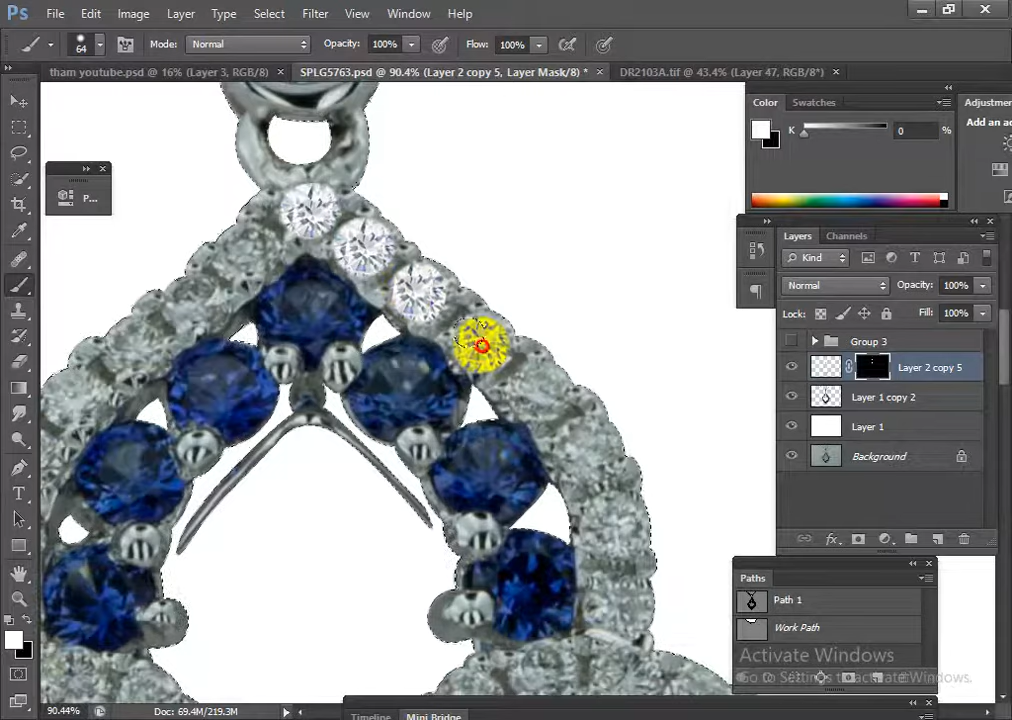 Ps File Edit Image Layer Type Select Filter View Window Help
64 Mode: Normal Opacity: 100% Flow: 100%
tham youtube.psd @ 16% (Layer 3, RGB/8) × SPLG5763.psd @ 90.4% (Layer 2 copy 5, Layer Mask/8) * × DR2103A.tif @ 43.4% (Layer 47, RGB/8*) ×
Color Swatches Adjustmen
Add an ac
K 0 %
P...
Layers Channels
Kind
Normal Opacity: 100%
Lock: Fill: 100%
Group 3
Layer 2 copy 5
Layer 1 copy 2
Layer 1
Background
fx
Paths
Path 1
Work Path
Activate Windows
Go to Settings to activate Windows.
90.44% Doc: 69.4M/219.3M
Timeline Mini Bridge